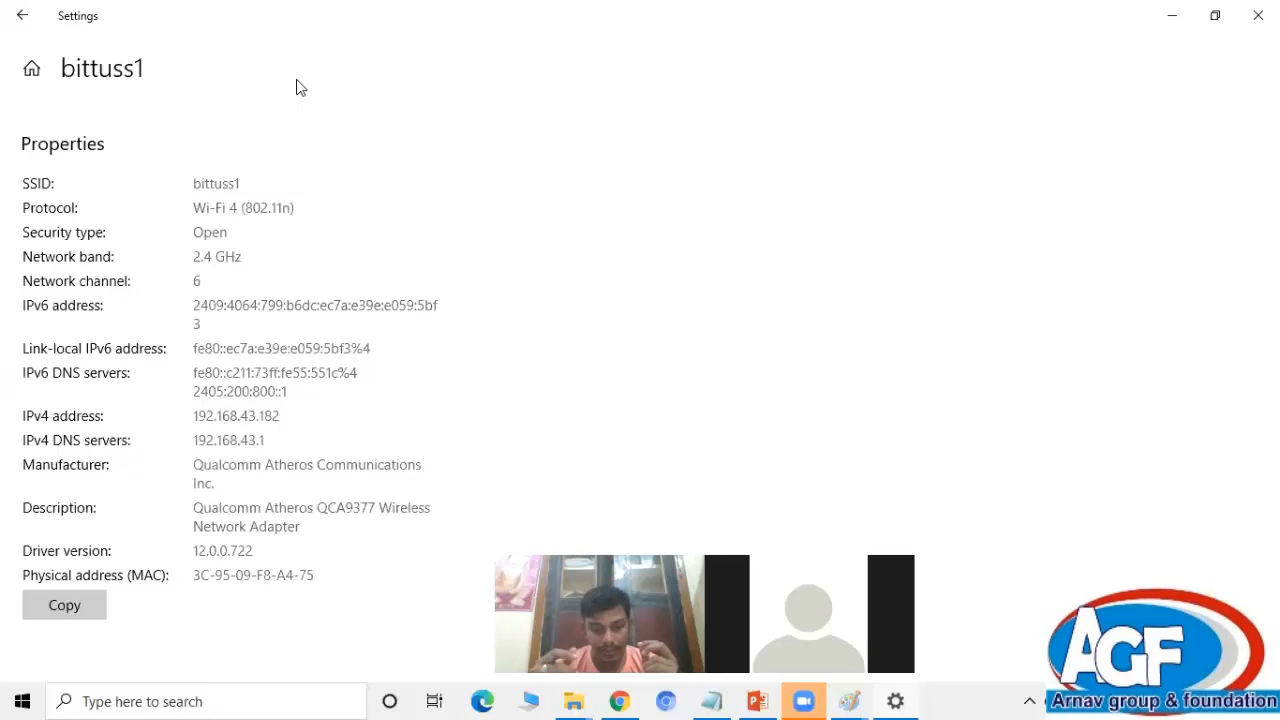 Settings
bittuss1
Properties
SSID: bittuss1
Protocol: Wi-Fi 4 (802.11n)
Security type: Open
Network band: 2.4 GHz
Network channel: 6
IPv6 address: 2409:4064:799:b6dc:ec7a:e39e:e059:5bf
3
Link-local IPv6 address: fe80::ec7a:e39e:e059:5bf3%4
IPv6 DNS servers: fe80::c211:73ff:fe55:551c%4
2405:200:800::1
IPv4 address: 192.168.43.182
IPv4 DNS servers: 192.168.43.1
Manufacturer: Qualcomm Atheros Communications
Inc.
Description: Qualcomm Atheros QCA9377 Wireless
Network Adapter
Driver version: 12.0.0.722
Physical address (MAC): 3C-95-09-F8-A4-75
Copy
AGF
Arnav group & foundation
Type here to search